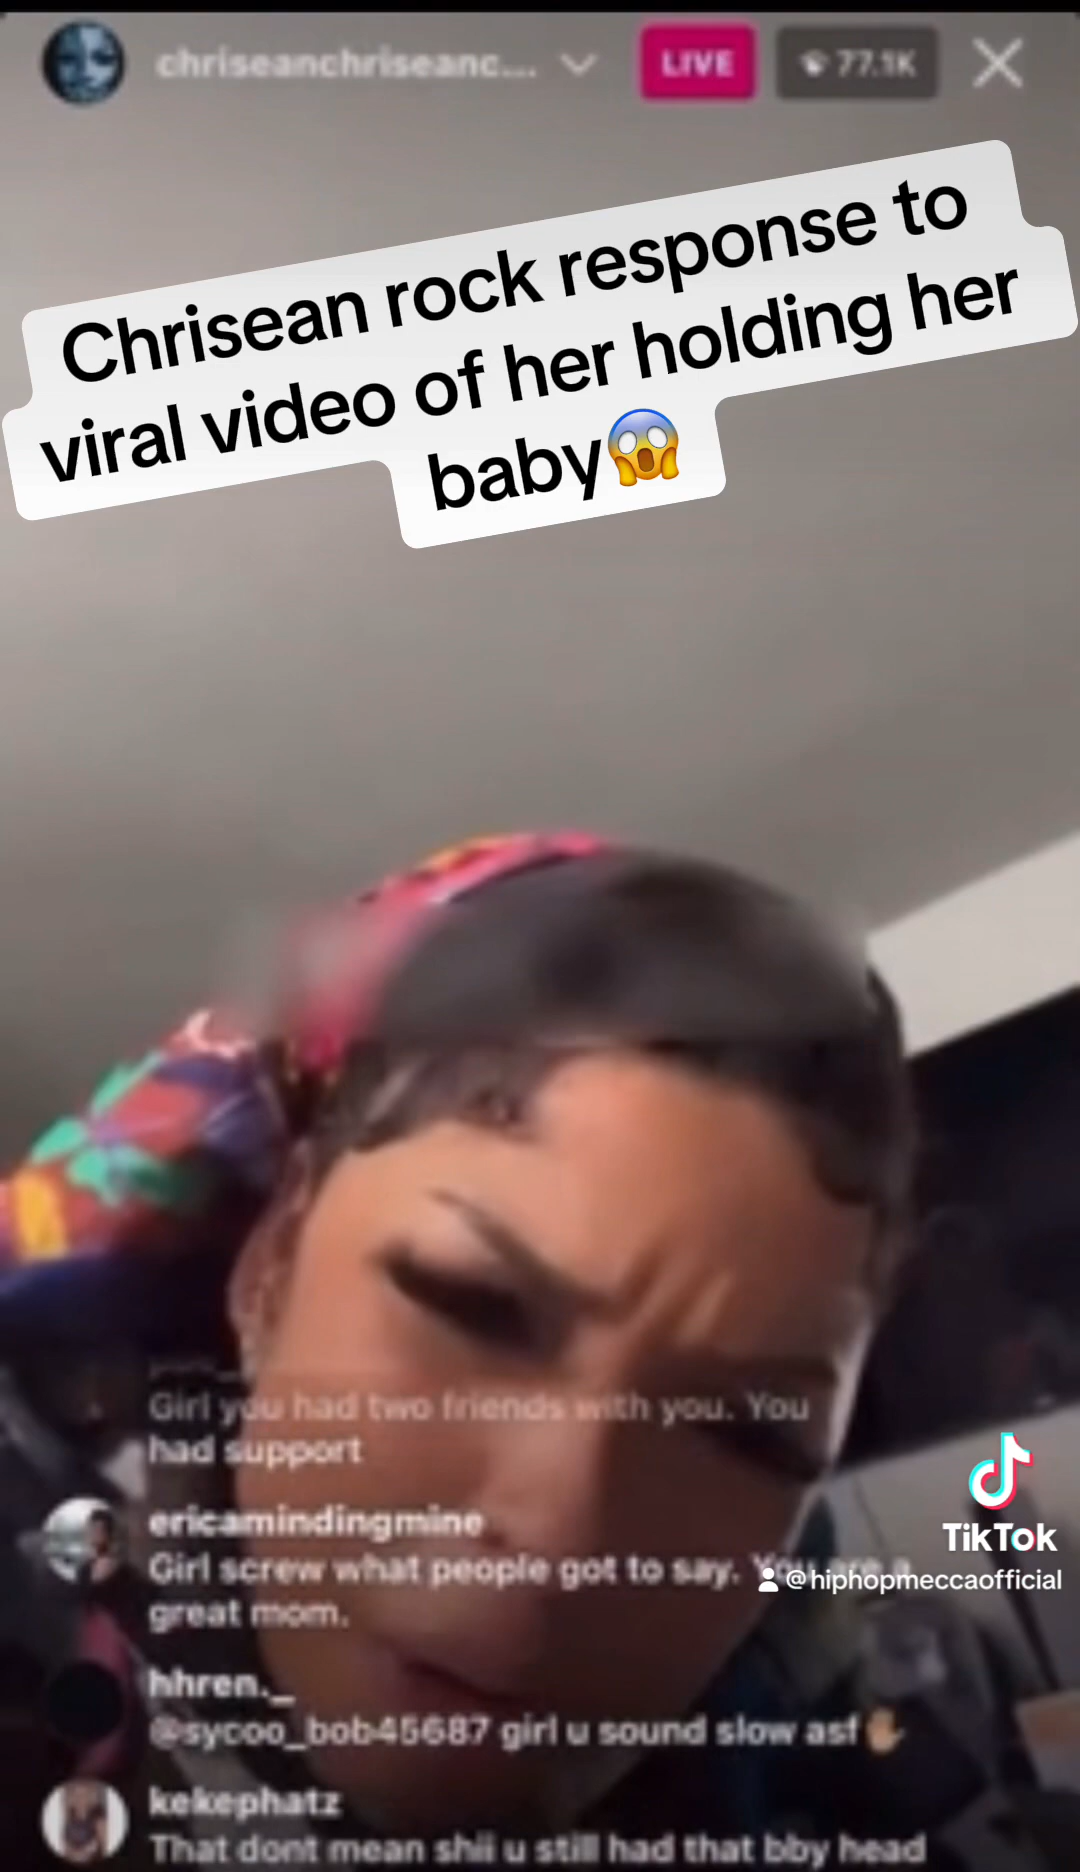 chriseanchriseanc...
LIVE
77.1K
Chrisean rock response to
viral video of her holding her
baby😱
Girl you had two friends with you. You
had support
ericamindingmine
Girl screw what people got to say. You are a
great mom.
TikTok
@hiphopmeccaofficial
hhren._
@sycoo_bob45687 girl u sound slow asf✋
kekephatz
That dont mean shii u still had that bby head